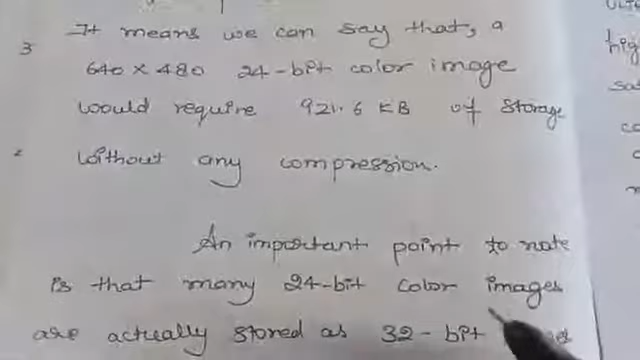 3 It means we can say that, a
640 × 480 24-bit color image
would require 921.6 KB of storage
without any compression.
An important point to note
is that many 24-bit color images
are actually stored as 32-bit